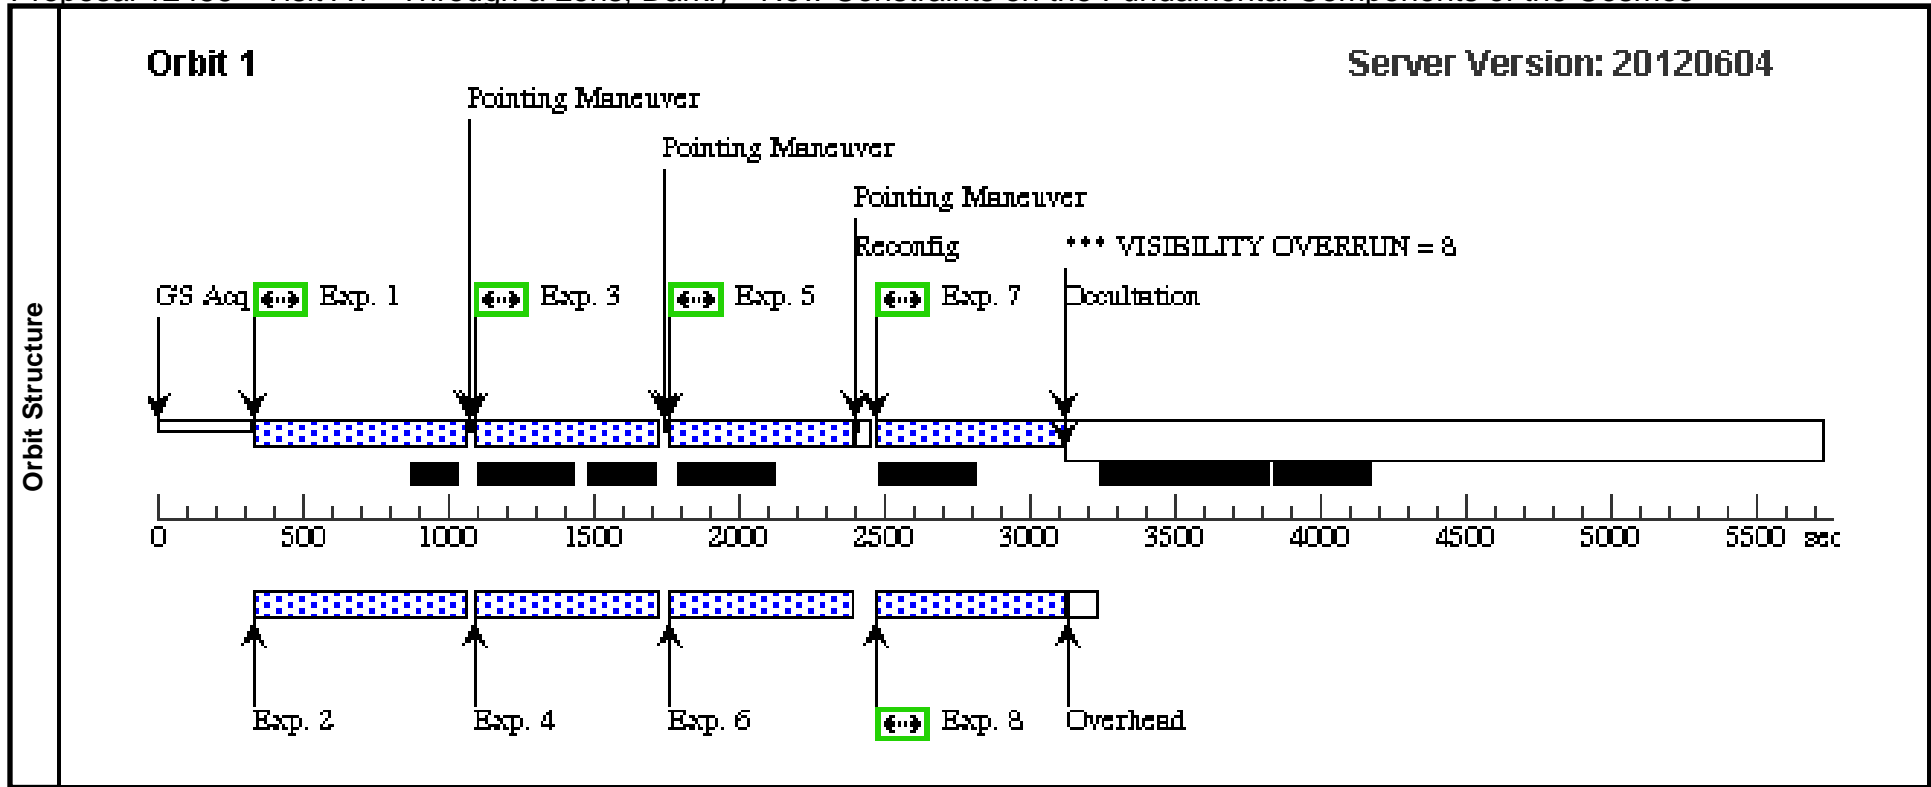 Orbit 1
Server Version: 20120604
Pointing Maneuver
Pointing Maneuver
Pointing Maneuver
Reconfig
*** VISIBILITY OVERRUN = 8
GS Acq
Exp. 1
Exp. 3
Exp. 5
Exp. 7
Occultation
Orbit Structure
0 500 1000 1500 2000 2500 3000 3500 4000 4500 5000 5500 sec
Exp. 2
Exp. 4
Exp. 6
Exp. 8
Overhead